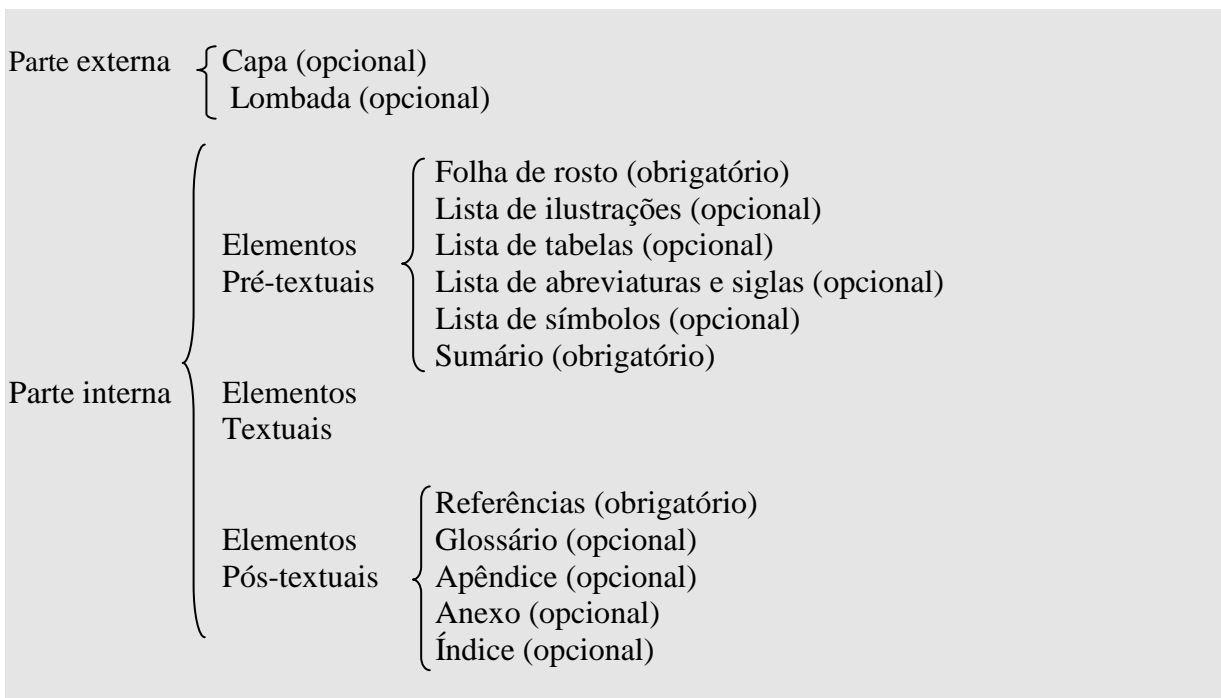 Parte externa
Capa (opcional)
Lombada (opcional)
Parte interna
Elementos
Pré-textuais
Folha de rosto (obrigatório)
Lista de ilustrações (opcional)
Lista de tabelas (opcional)
Lista de abreviaturas e siglas (opcional)
Lista de símbolos (opcional)
Sumário (obrigatório)
Elementos
Textuais
Elementos
Pós-textuais
Referências (obrigatório)
Glossário (opcional)
Apêndice (opcional)
Anexo (opcional)
Índice (opcional)